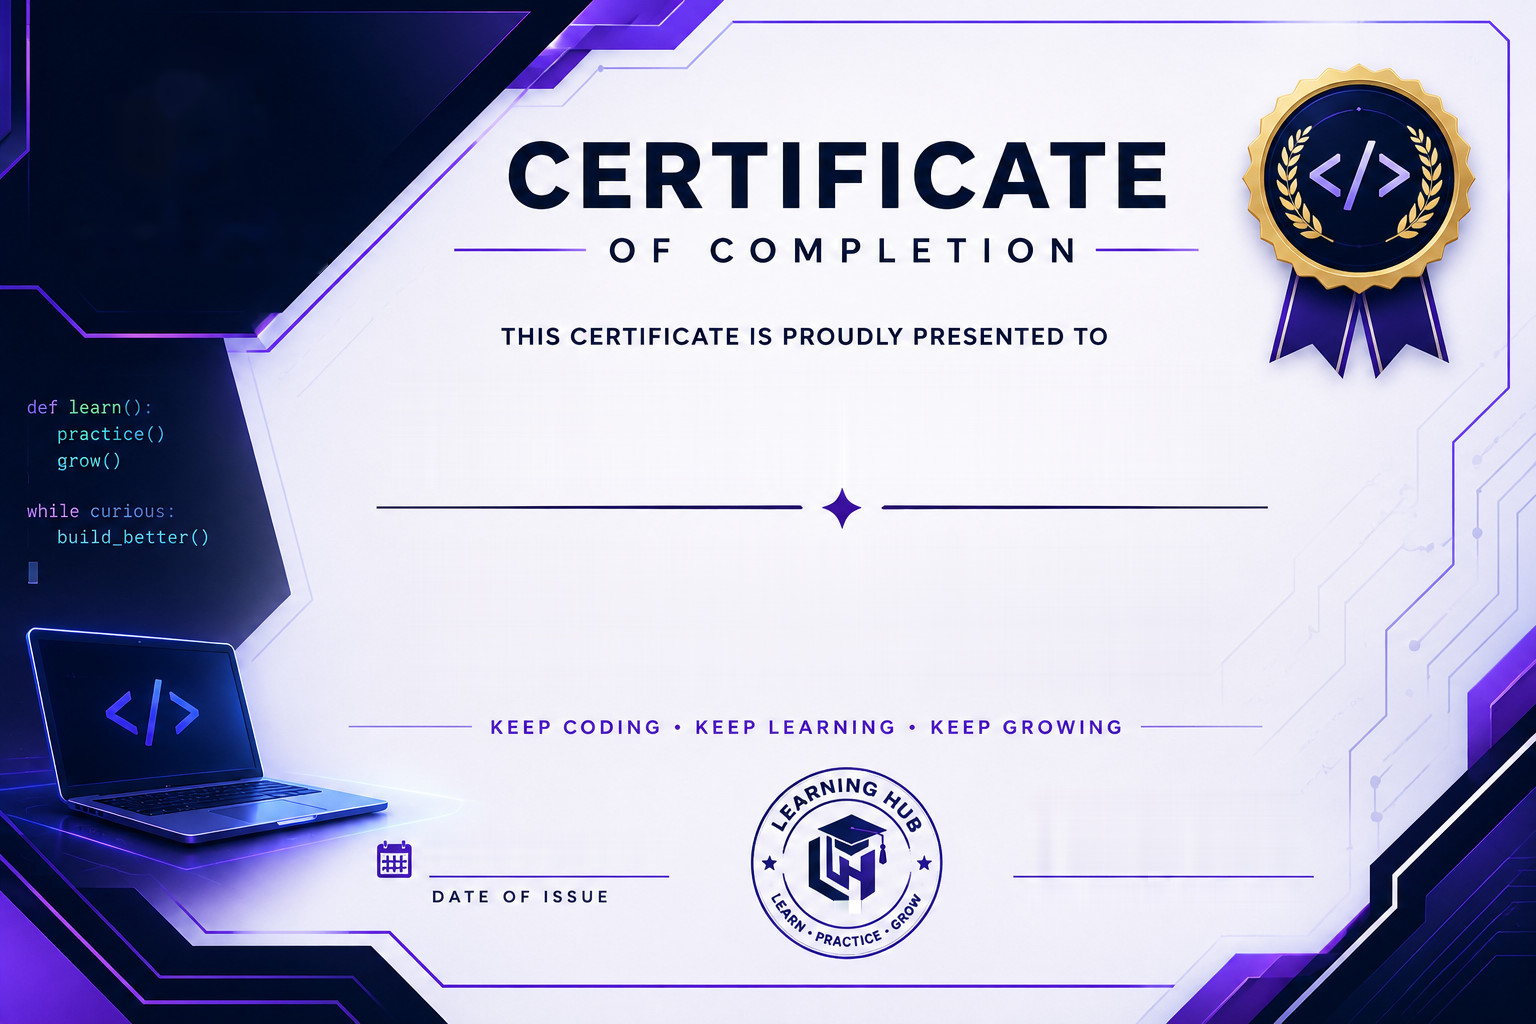 CERTIFICATE
OF COMPLETION
</>
THIS CERTIFICATE IS PROUDLY PRESENTED TO
def learn():
practice()
grow()
while curious:
build_better()
</>
KEEP CODING • KEEP LEARNING • KEEP GROWING
LEARNING HUB
LH
LEARN • PRACTICE • GROW
DATE OF ISSUE